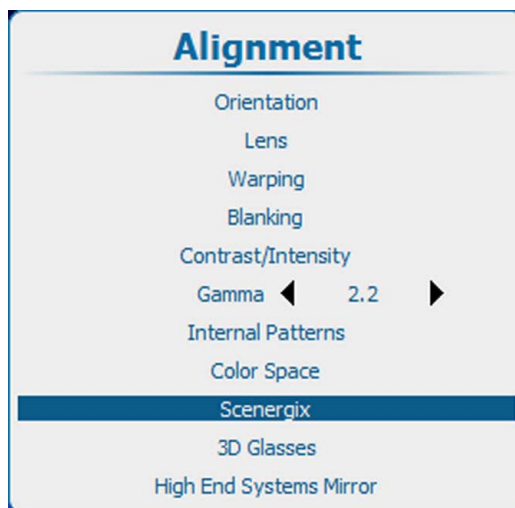 Alignment
Orientation
Lens
Warping
Blanking
Contrast/Intensity
Gamma 2.2
Internal Patterns
Color Space
Scenergix
3D Glasses
High End Systems Mirror